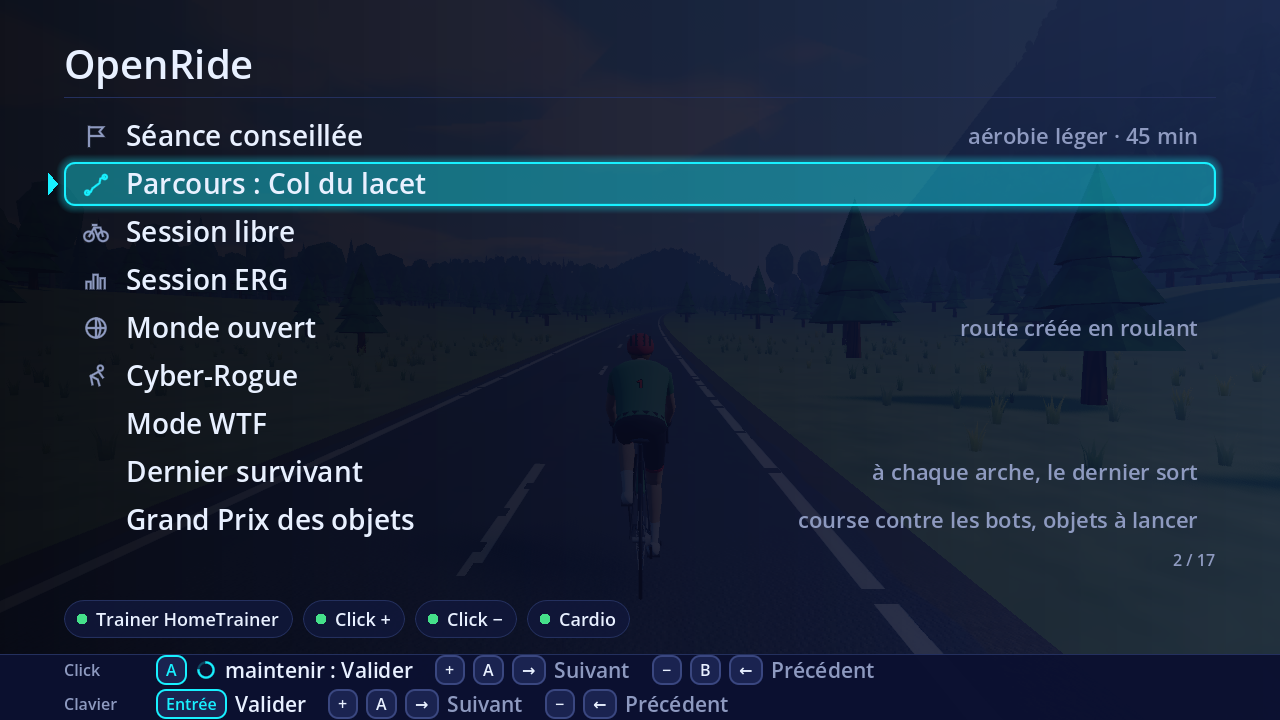 OpenRide
Séance conseillée aérobie léger · 45 min
Parcours : Col du lacet
Session libre
Session ERG
Monde ouvert route créée en roulant
Cyber-Rogue
Mode WTF
Dernier survivant à chaque arche, le dernier sort
Grand Prix des objets course contre les bots, objets à lancer
2 / 17
Trainer HomeTrainer Click + Click − Cardio
Click A maintenir : Valider + A → Suivant − B ← Précédent
Clavier Entrée Valider + A → Suivant − ← Précédent